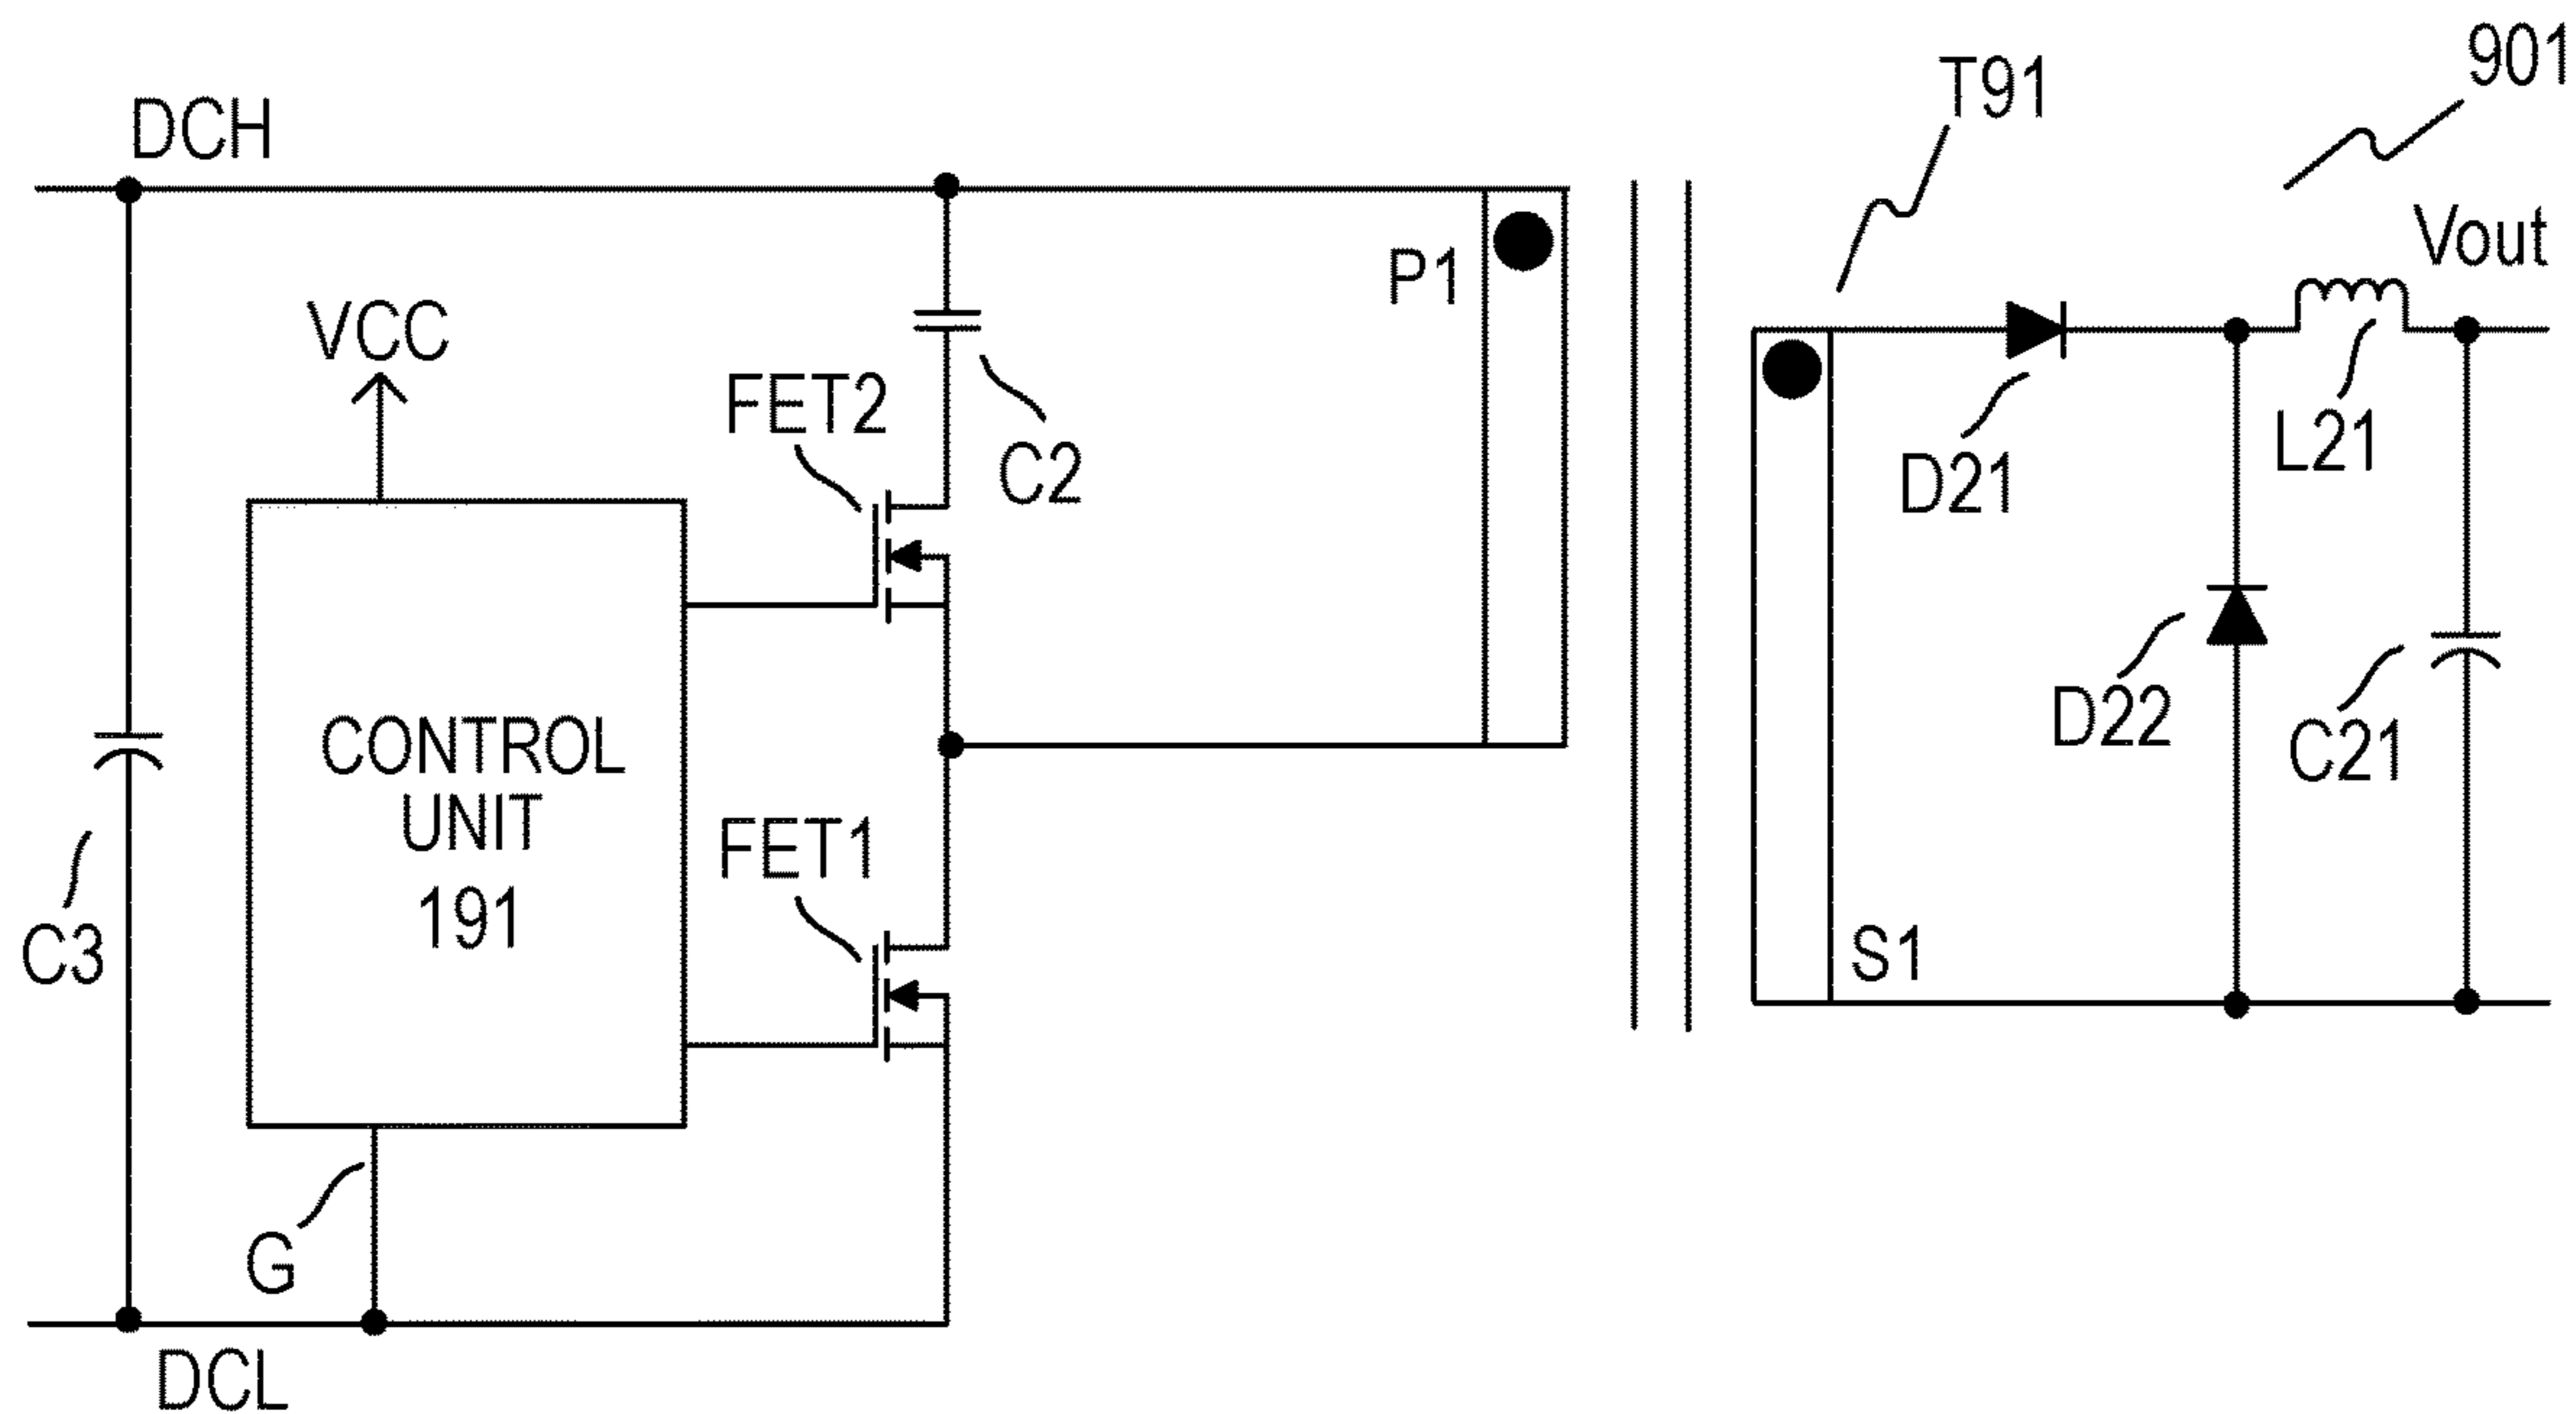 901
T91
DCH
Vout
P1
VCC
FET2
C2
D21
L21
CONTROL
UNIT
191
D22
C21
FET1
C3
S1
G
DCL